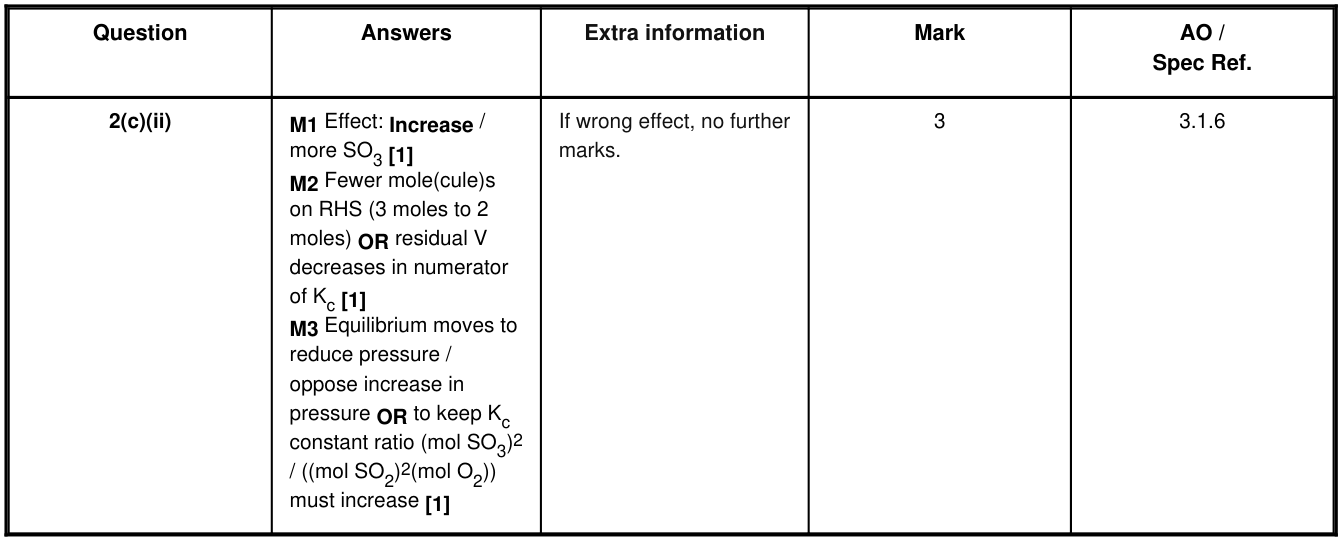 Question Answers Extra information Mark AO /
Spec Ref.
2(c)(ii) M1 Effect: Increase / If wrong effect, no further 3 3.1.6
more SO3 [1] marks.
M2 Fewer mole(cule)s
on RHS (3 moles to 2
moles) OR residual V
decreases in numerator
of Kc [1]
M3 Equilibrium moves to
reduce pressure /
oppose increase in
pressure OR to keep Kc
constant ratio (mol SO3)2
/ ((mol SO2)2(mol O2))
must increase [1]